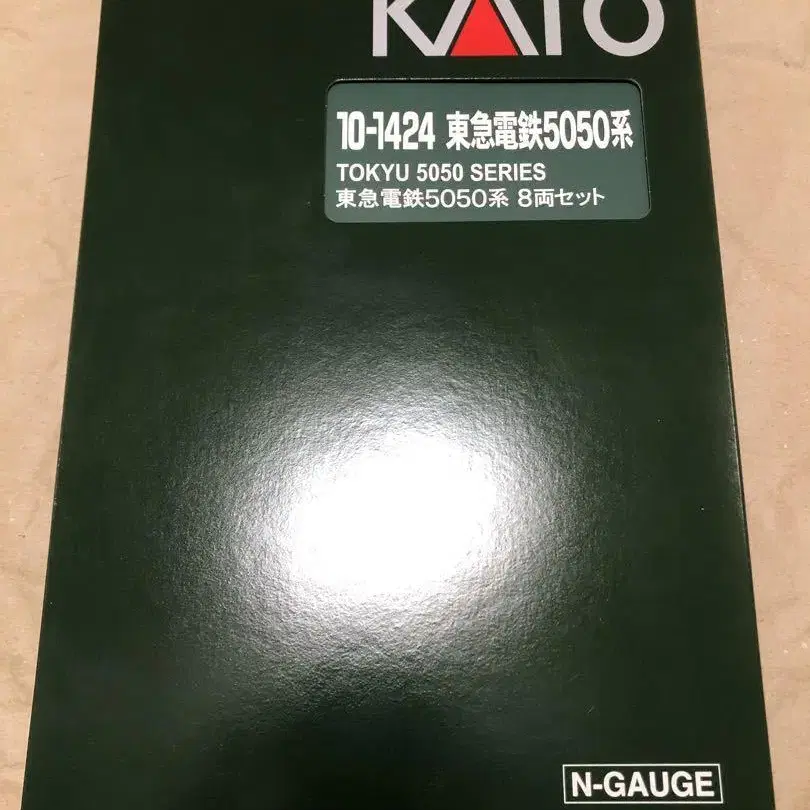 KATO
10-1424 東急電鉄5050系
TOKYU 5050 SERIES
東急電鉄5050系 8両セット
N-GAUGE